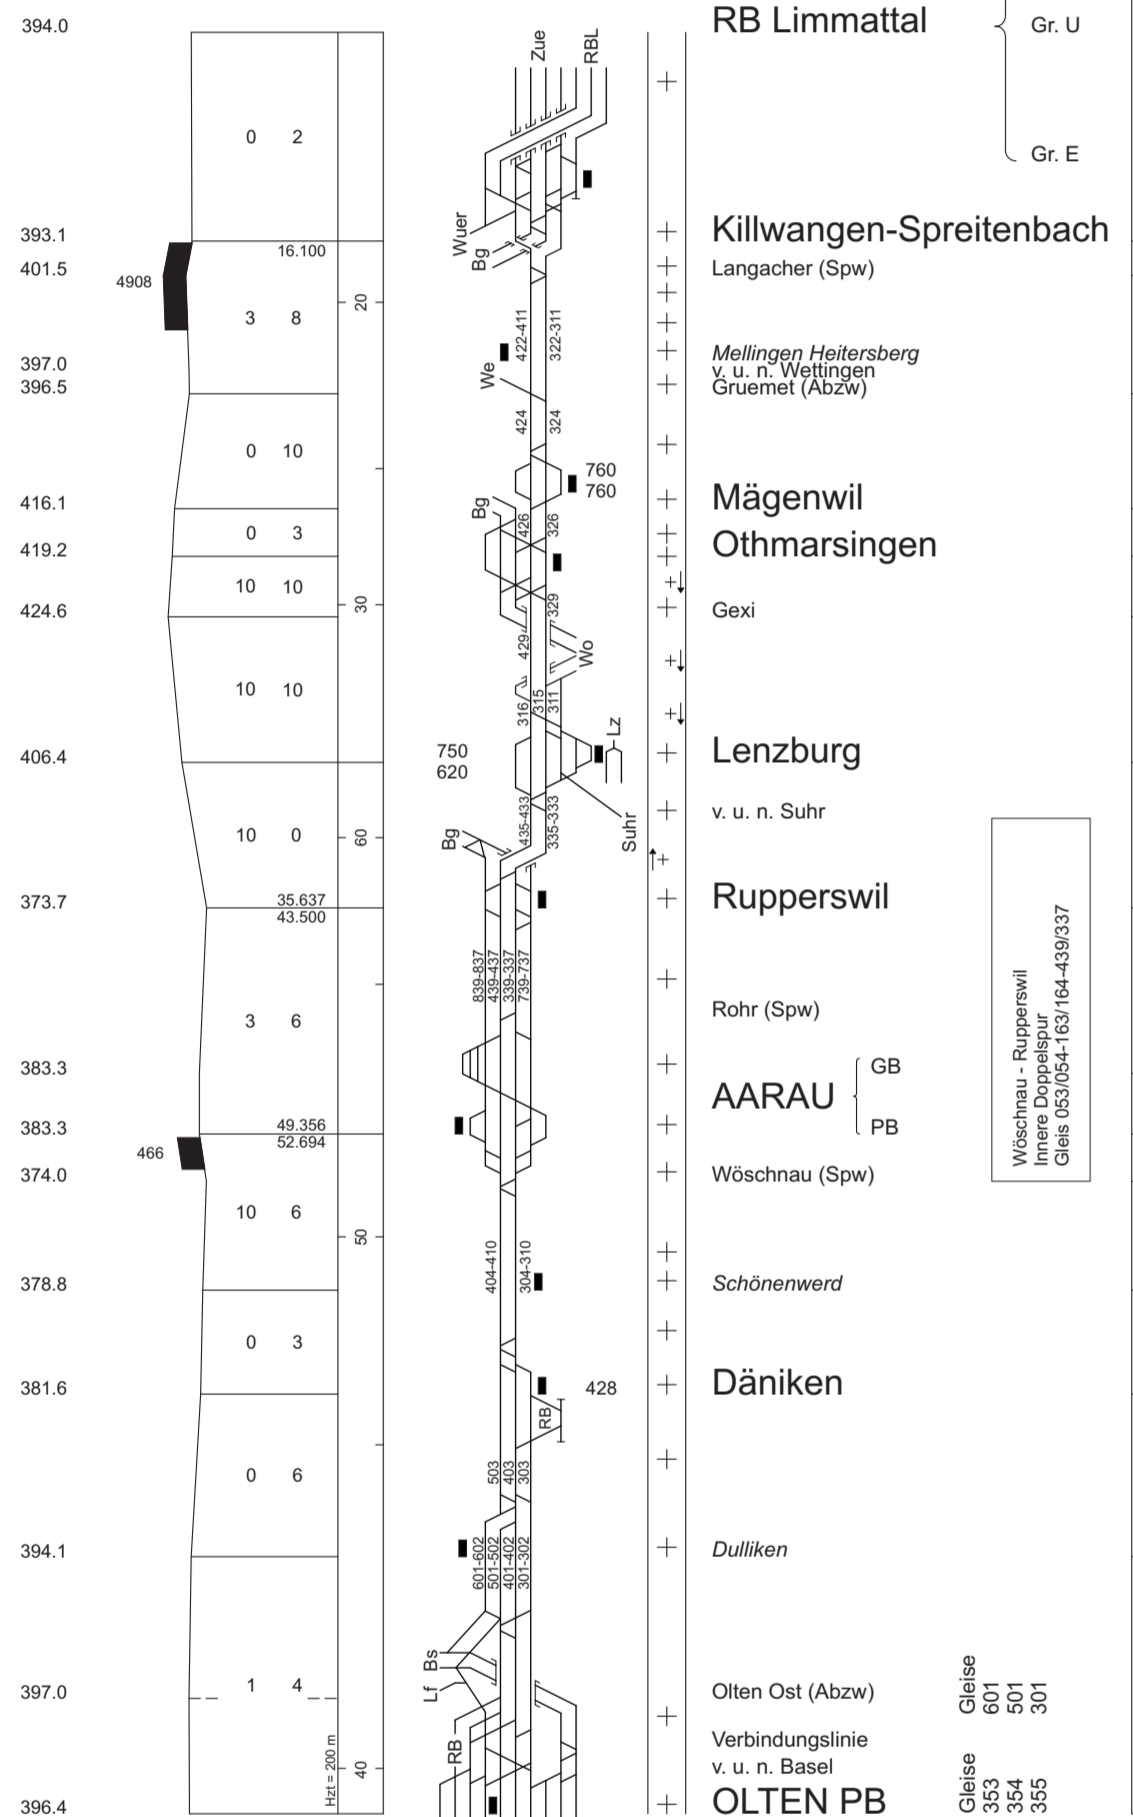 394.0
RB Limmattal
Gr. U
Zue
RBL
0 2
Gr. E
393.1
Killwangen-Spreitenbach
Wuer
Bg
16.100
401.5
Langacher (Spw)
4908
20
3 8
422-411
322-311
397.0
Mellingen Heitersberg
v. u. n. Wettingen
396.5
Gruemet (Abzw)
We
424
324
0 10
760
760
416.1
Mägenwil
Bg
426
326
0 3
419.2
Othmarsingen
10 10
30
424.6
Gexi
329
429
Wo
10 10
316
315
311
Lz
406.4
Lenzburg
750
620
435-433
335-333
v. u. n. Suhr
Suhr
10 0
60
Bg
373.7
35.637
Rupperswil
43.500
839-837
439-437
339-337
739-737
Wöschnau - Rupperswil
Innere Doppelspur
Gleis 053/054-163/164-439/337
3 6
Rohr (Spw)
383.3
GB
AARAU
383.3
PB
49.356
52.694
466
374.0
Wöschnau (Spw)
10 6
50
404-410
304-310
378.8
Schönenwerd
0 3
381.6
Däniken
428
RB
0 6
503
403
303
394.1
Dulliken
601-602
501-502
401-402
301-302
Bs
Lf
1 4
397.0
Olten Ost (Abzw)
Gleise
601
501
301
RB
Verbindungslinie
v. u. n. Basel
Hzt = 200 m
40
396.4
OLTEN PB
Gleise
353
354
355